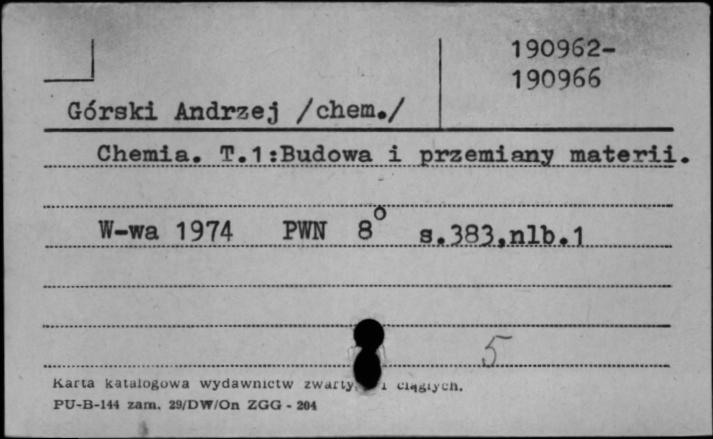 190962-
190966
Górski Andrzej /chem./
Chemia. T.1:Budowa i przemiany materii.
W-wa 1974 PWN 8° s.383,nlb.1
5
Karta katalogowa wydawnictw zwarty i ciągłych.
PU-B-144 zam. 29/DW/On ZGG - 204